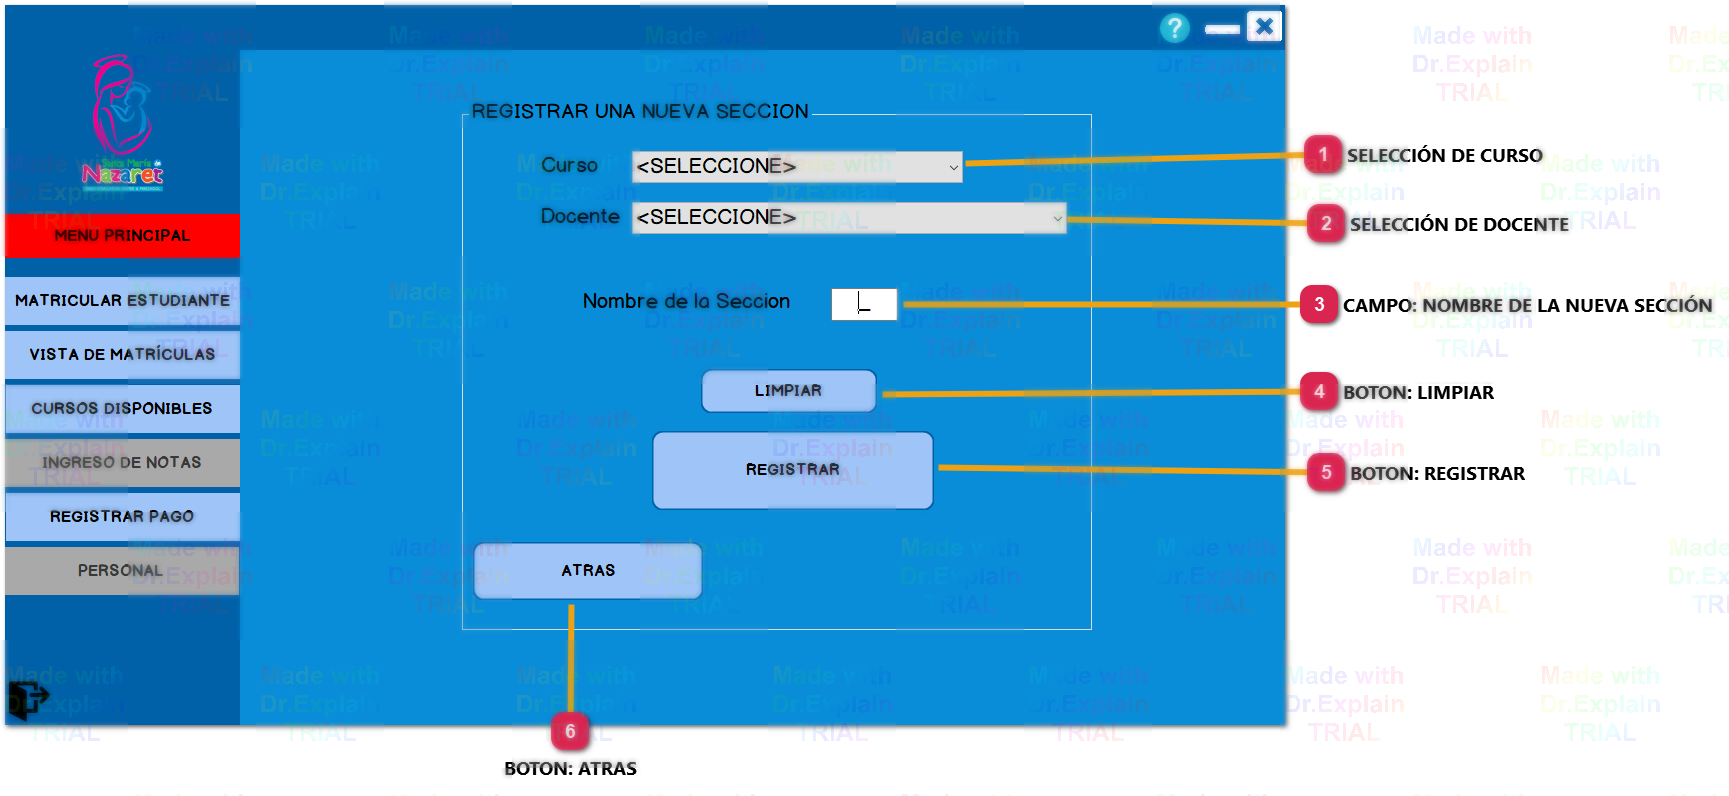 REGISTRAR UNA NUEVA SECCION
Curso <SELECCIONE>
Docente <SELECCIONE>
Nombre de la Seccion _
LIMPIAR
REGISTRAR
ATRAS
Santa María de
Nazaret
MENU PRINCIPAL
MATRICULAR ESTUDIANTE
VISTA DE MATRÍCULAS
CURSOS DISPONIBLES
INGRESO DE NOTAS
REGISTRAR PAGO
PERSONAL
?
1 SELECCIÓN DE CURSO
2 SELECCIÓN DE DOCENTE
3 CAMPO: NOMBRE DE LA NUEVA SECCIÓN
4 BOTON: LIMPIAR
5 BOTON: REGISTRAR
6
BOTON: ATRAS
Made with
Dr.Explain
TRIAL